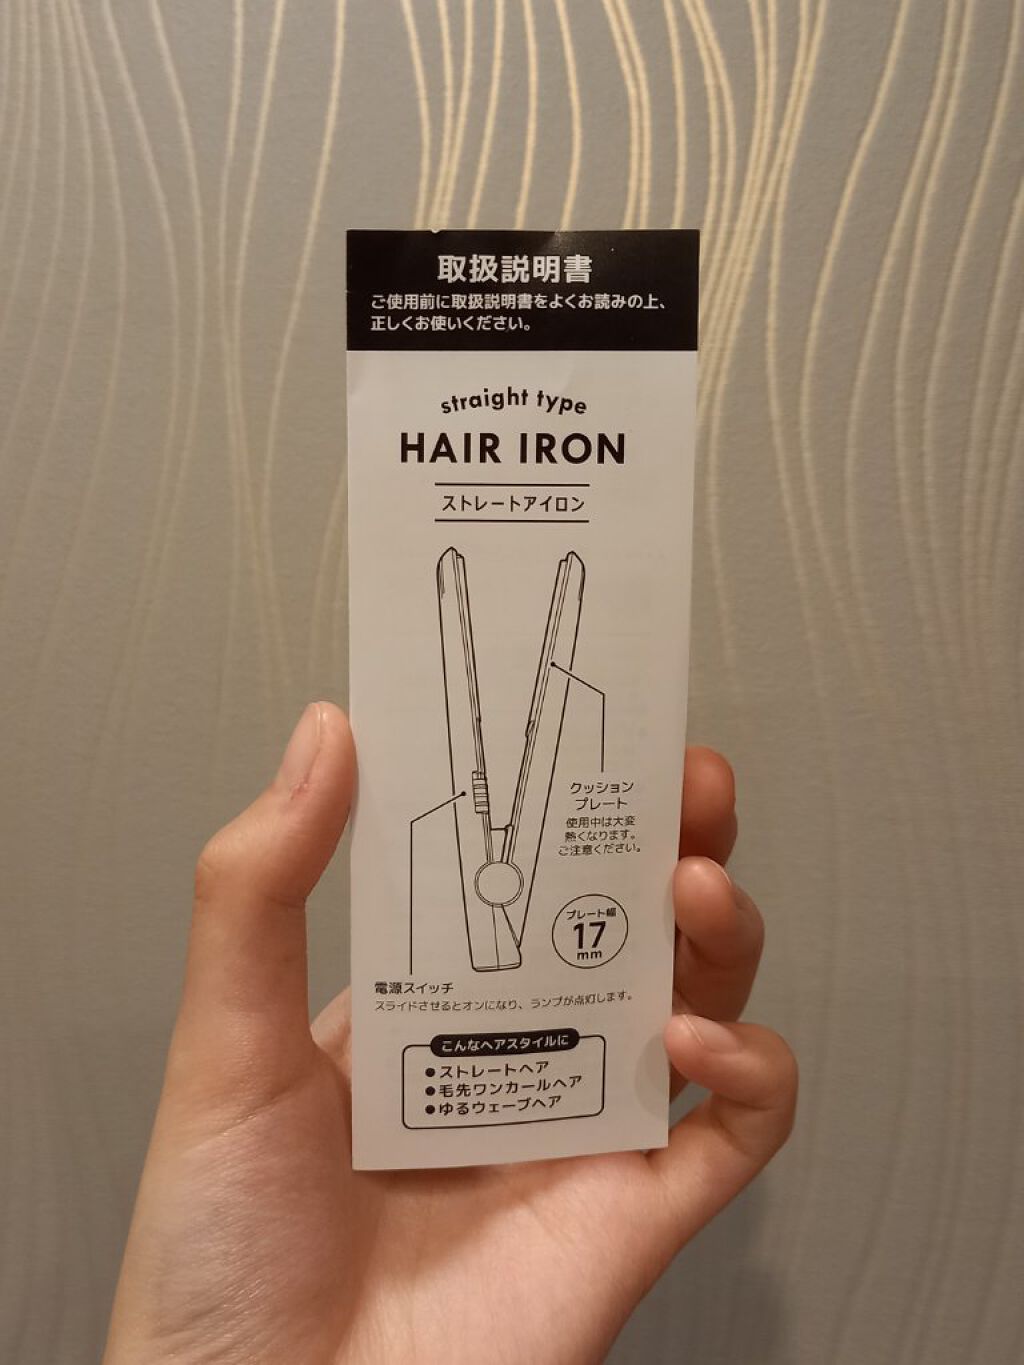 取扱説明書
ご使用前に取扱説明書をよくお読みの上、
正しくお使いください。
straight type
HAIR IRON
ストレートアイロン
クッション
プレート
使用中は大変
熱くなります。
ご注意ください。
プレート幅
17
mm
電源スイッチ
スライドさせるとオンになり、ランプが点灯します。
こんなヘアスタイルに
●ストレートヘア
●毛先ワンカールヘア
●ゆるウェーブヘア